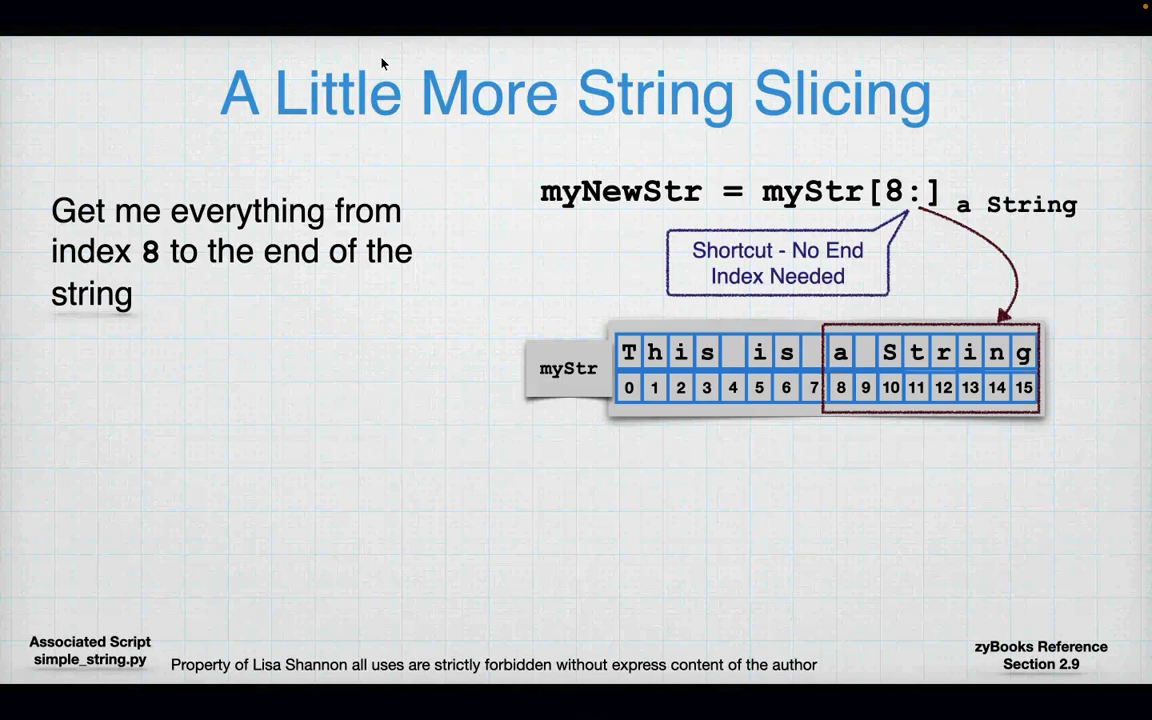 A Little More String Slicing
Get me everything from
index 8 to the end of the
string
myNewStr = myStr[8:]
a String
Shortcut - No End
Index Needed
myStr
T h i s   i s   a   S t r i n g
0 1 2 3 4 5 6 7 8 9 10 11 12 13 14 15
Associated Script
simple_string.py
Property of Lisa Shannon all uses are strictly forbidden without express content of the author
zyBooks Reference
Section 2.9